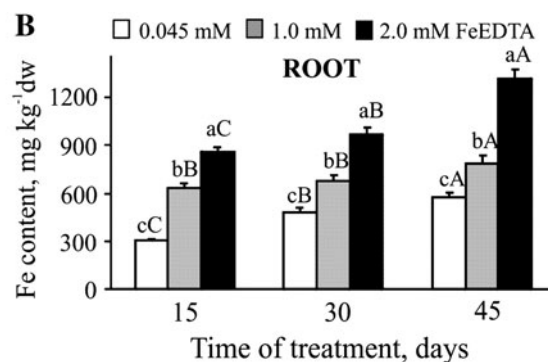 B
0.045 mM 1.0 mM 2.0 mM FeEDTA
ROOT
Fe content, mg kg⁻¹dw
1200
900
600
300
0
cC bB aC
cB bB aB
cA bA aA
15 30 45
Time of treatment, days